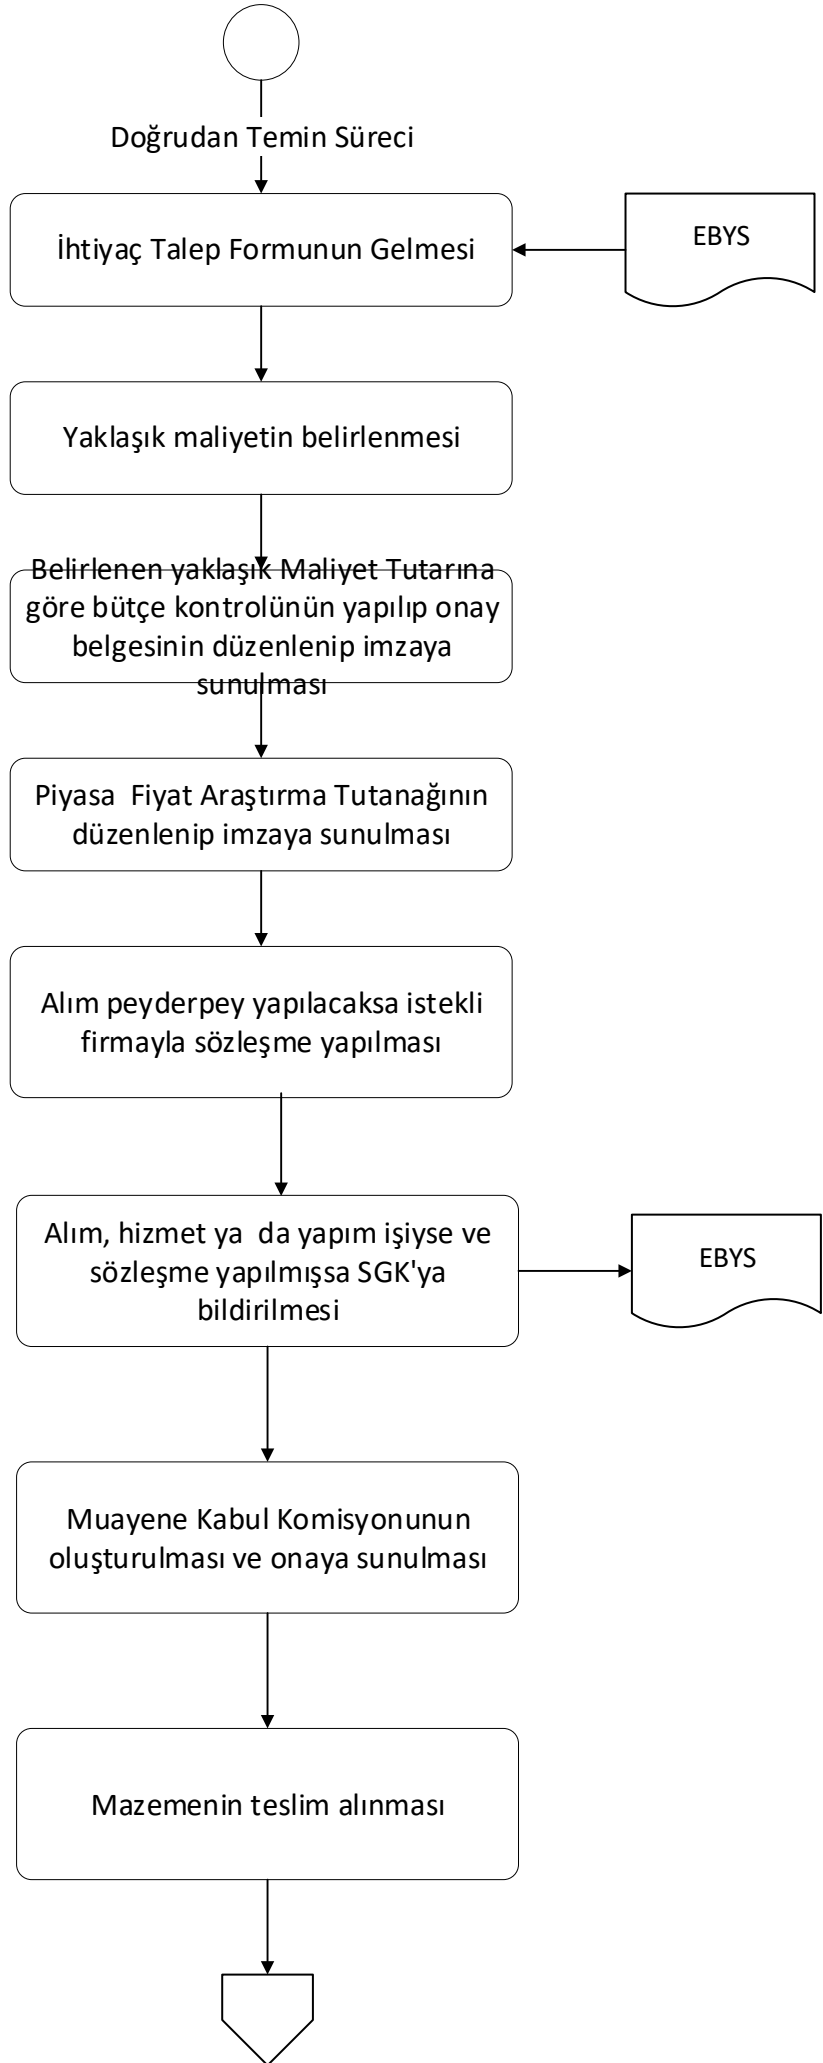 Doğrudan Temin Süreci
İhtiyaç Talep Formunun Gelmesi
EBYS
Yaklaşık maliyetin belirlenmesi
Belirlenen yaklaşık Maliyet Tutarına
göre bütçe kontrolünün yapılıp onay
belgesinin düzenlenip imzaya
sunulması
Piyasa  Fiyat Araştırma Tutanağının
düzenlenip imzaya sunulması
Alım peyderpey yapılacaksa istekli
firmayla sözleşme yapılması
Alım, hizmet ya  da yapım işiyse ve
sözleşme yapılmışsa SGK'ya
bildirilmesi
EBYS
Muayene Kabul Komisyonunun
oluşturulması ve onaya sunulması
Mazemenin teslim alınması